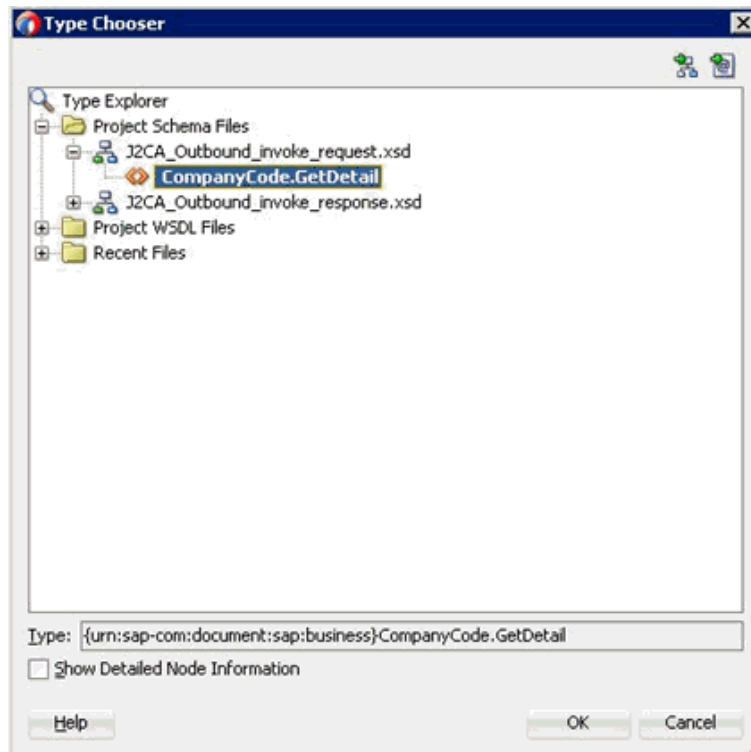 Type Chooser
Type Explorer
Project Schema Files
J2CA_Outbound_invoke_request.xsd
CompanyCode.GetDetail
J2CA_Outbound_invoke_response.xsd
Project WSDL Files
Recent Files
Type: {urn:sap-com:document:sap:business}CompanyCode.GetDetail
Show Detailed Node Information
Help OK Cancel